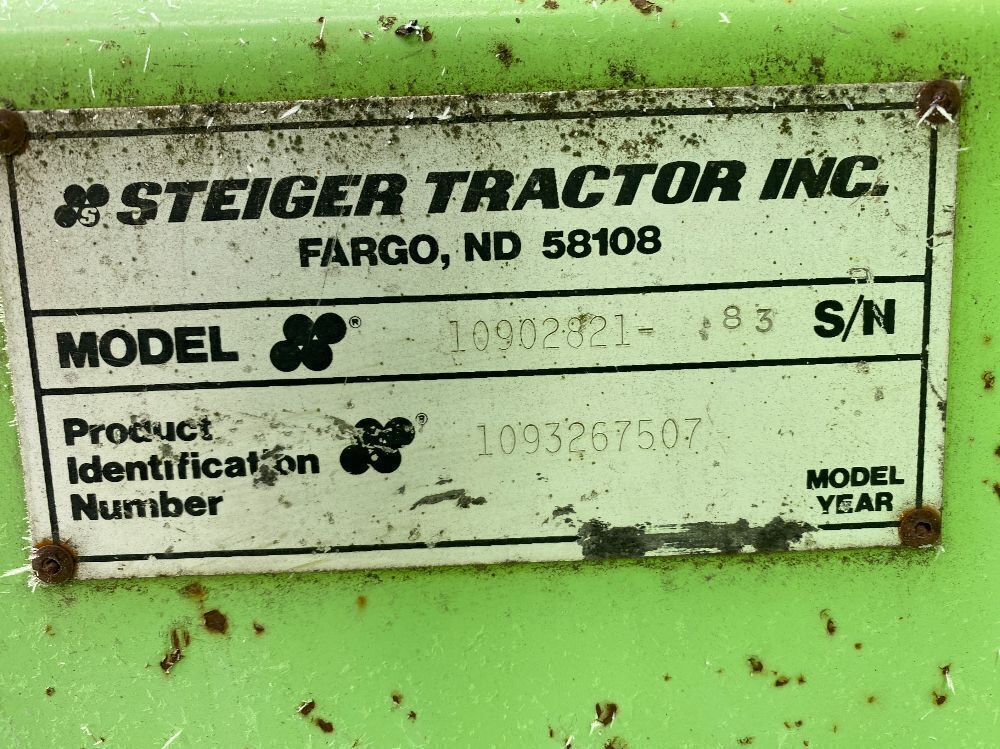 S STEIGER TRACTOR INC.
FARGO, ND 58108
MODEL ® 10902821- 83 S/N
Product
Identification ® 1093267507
Number
MODEL
YEAR